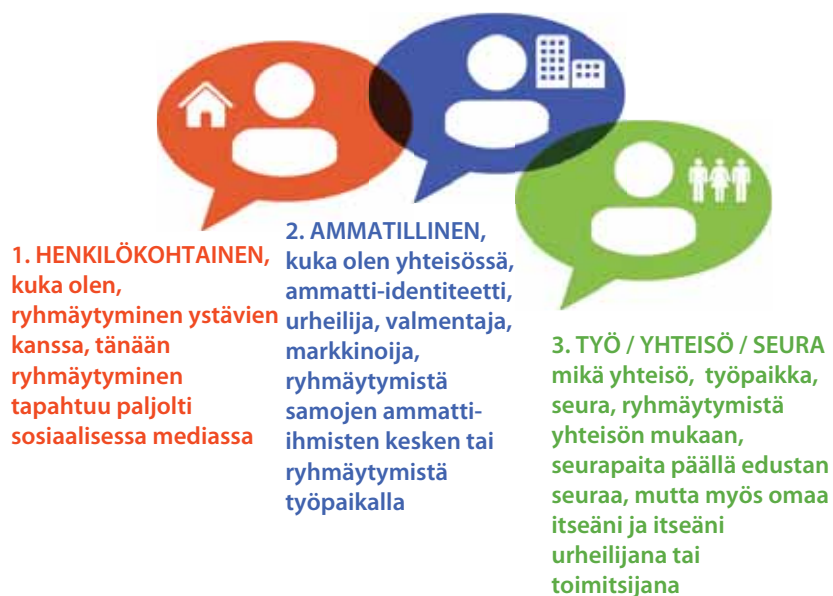 1. HENKILÖKOHTAINEN,
kuka olen,
ryhmäytyminen ystävien
kanssa, tänään
ryhmäytyminen
tapahtuu paljolti
sosiaalisessa mediassa
2. AMMATILLINEN,
kuka olen yhteisössä,
ammatti-identiteetti,
urheilija, valmentaja,
markkinoija,
ryhmäytymistä
samojen ammatti-
ihmisten kesken tai
ryhmäytymistä
työpaikalla
3. TYÖ / YHTEISÖ / SEURA
mikä yhteisö, työpaikka,
seura, ryhmäytymistä
yhteisön mukaan,
seurapaita päällä edustan
seuraa, mutta myös omaa
itseäni ja itseäni
urheilijana tai
toimitsijana